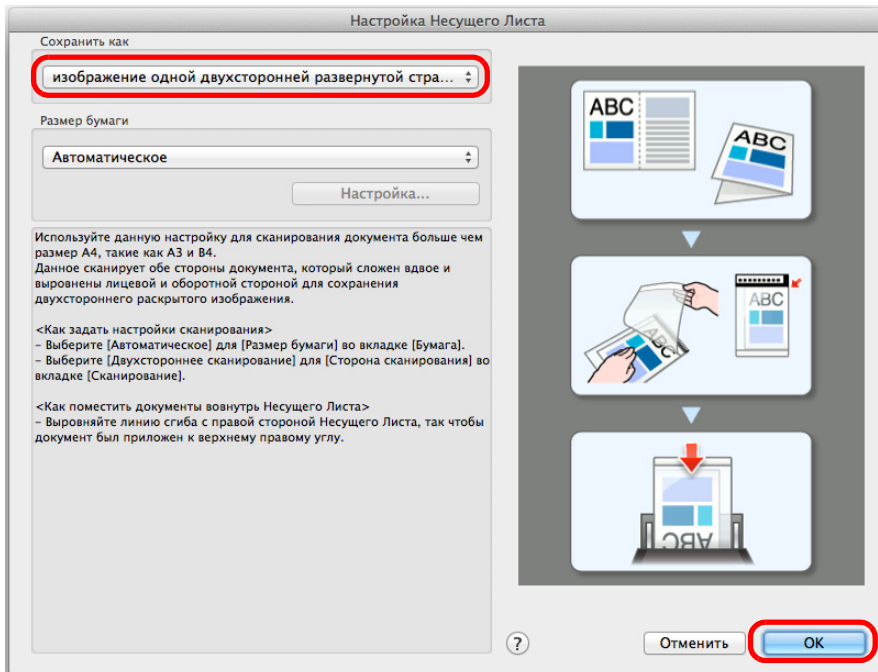 Настройка Несущего Листа
Сохранить как
изображение одной двухсторонней развернутой стра...
Размер бумаги
Автоматическое
Настройка...
Используйте данную настройку для сканирования документа больше чем
размер A4, такие как A3 и B4.
Данное сканирует обе стороны документа, который сложен вдвое и
выровнены лицевой и оборотной стороной для сохранения
двухстороннего раскрытого изображения.
<Как задать настройки сканирования>
– Выберите [Автоматическое] для [Размер бумаги] во вкладке [Бумага].
– Выберите [Двухстороннее сканирование] для [Сторона сканирования] во
вкладке [Сканирование].
<Как поместить документы вовнутрь Несущего Листа>
– Выровняйте линию сгиба с правой стороной Несущего Листа, так чтобы
документ был приложен к верхнему правому углу.
ABC
ABC
ABC
ABC
ABC
?
Отменить
OK